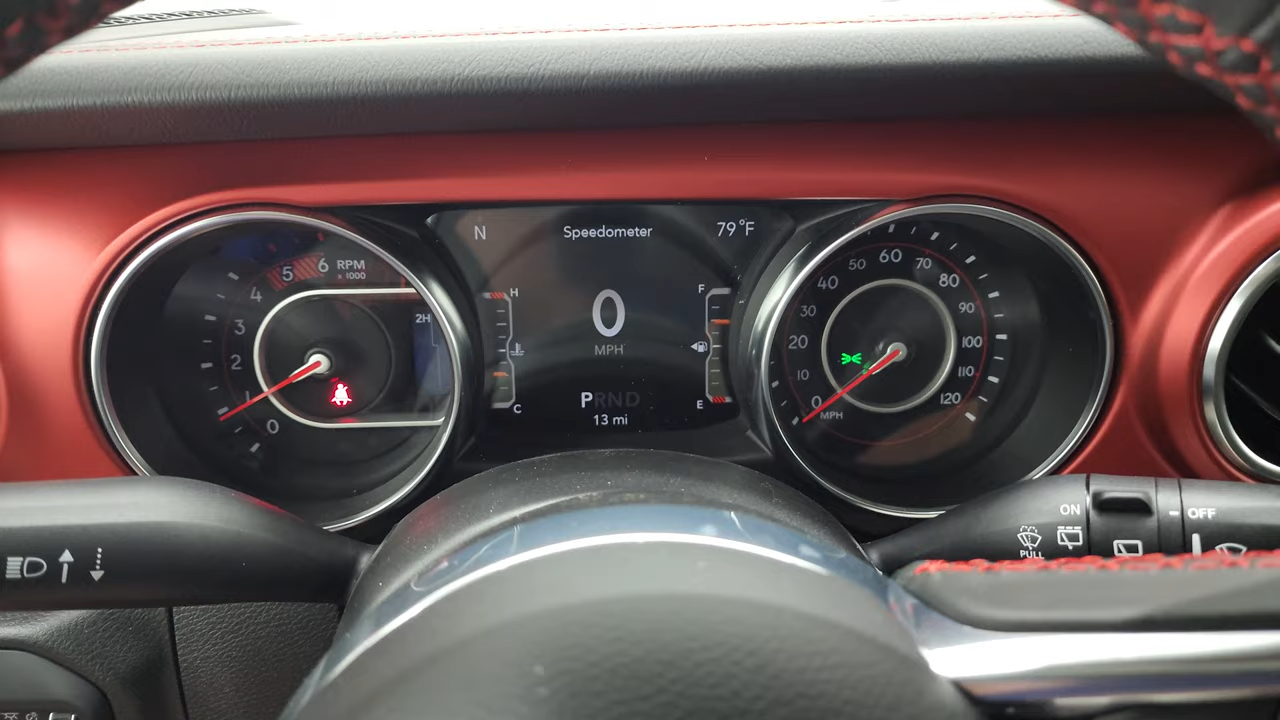 N Speedometer 79°F
6 RPM
5 x 1000
4
3
2
1
0
2H
H
C
0
MPH
PRND
13 mi
F
E
60
50 70
40 80
30 90
20 100
10 110
0 120
MPH
ON
OFF
PULL